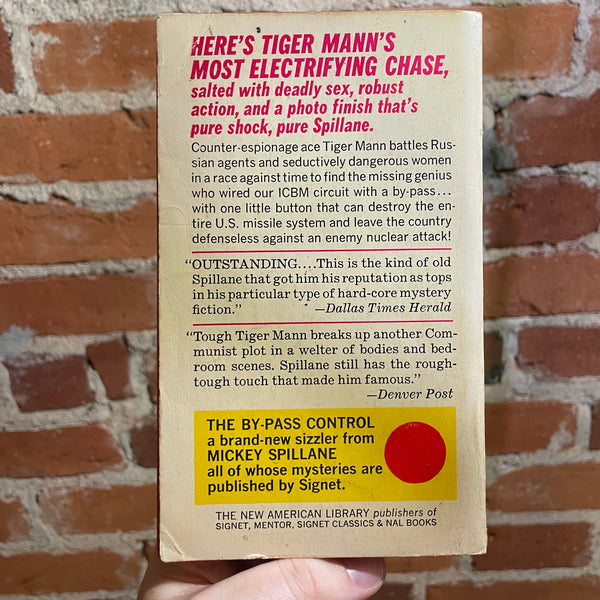 HERE'S TIGER MANN'S
MOST ELECTRIFYING CHASE,
salted with deadly sex, robust
action, and a photo finish that's
pure shock, pure Spillane.
Counter-espionage ace Tiger Mann battles Rus-
sian agents and seductively dangerous women
in a race against time to find the missing genius
who wired our ICBM circuit with a by-pass...
with one little button that can destroy the en-
tire U.S. missile system and leave the country
defenseless against an enemy nuclear attack!
"OUTSTANDING....This is the kind of old
Spillane that got him his reputation as tops
in his particular type of hard-core mystery
fiction." —Dallas Times Herald
"Tough Tiger Mann breaks up another Com-
munist plot in a welter of bodies and bed-
room scenes. Spillane still has the rough-
tough touch that made him famous."
—Denver Post
THE BY-PASS CONTROL
a brand-new sizzler from
MICKEY SPILLANE
all of whose mysteries are
published by Signet.
THE NEW AMERICAN LIBRARY publishers of
SIGNET, MENTOR, SIGNET CLASSICS & NAL BOOKS